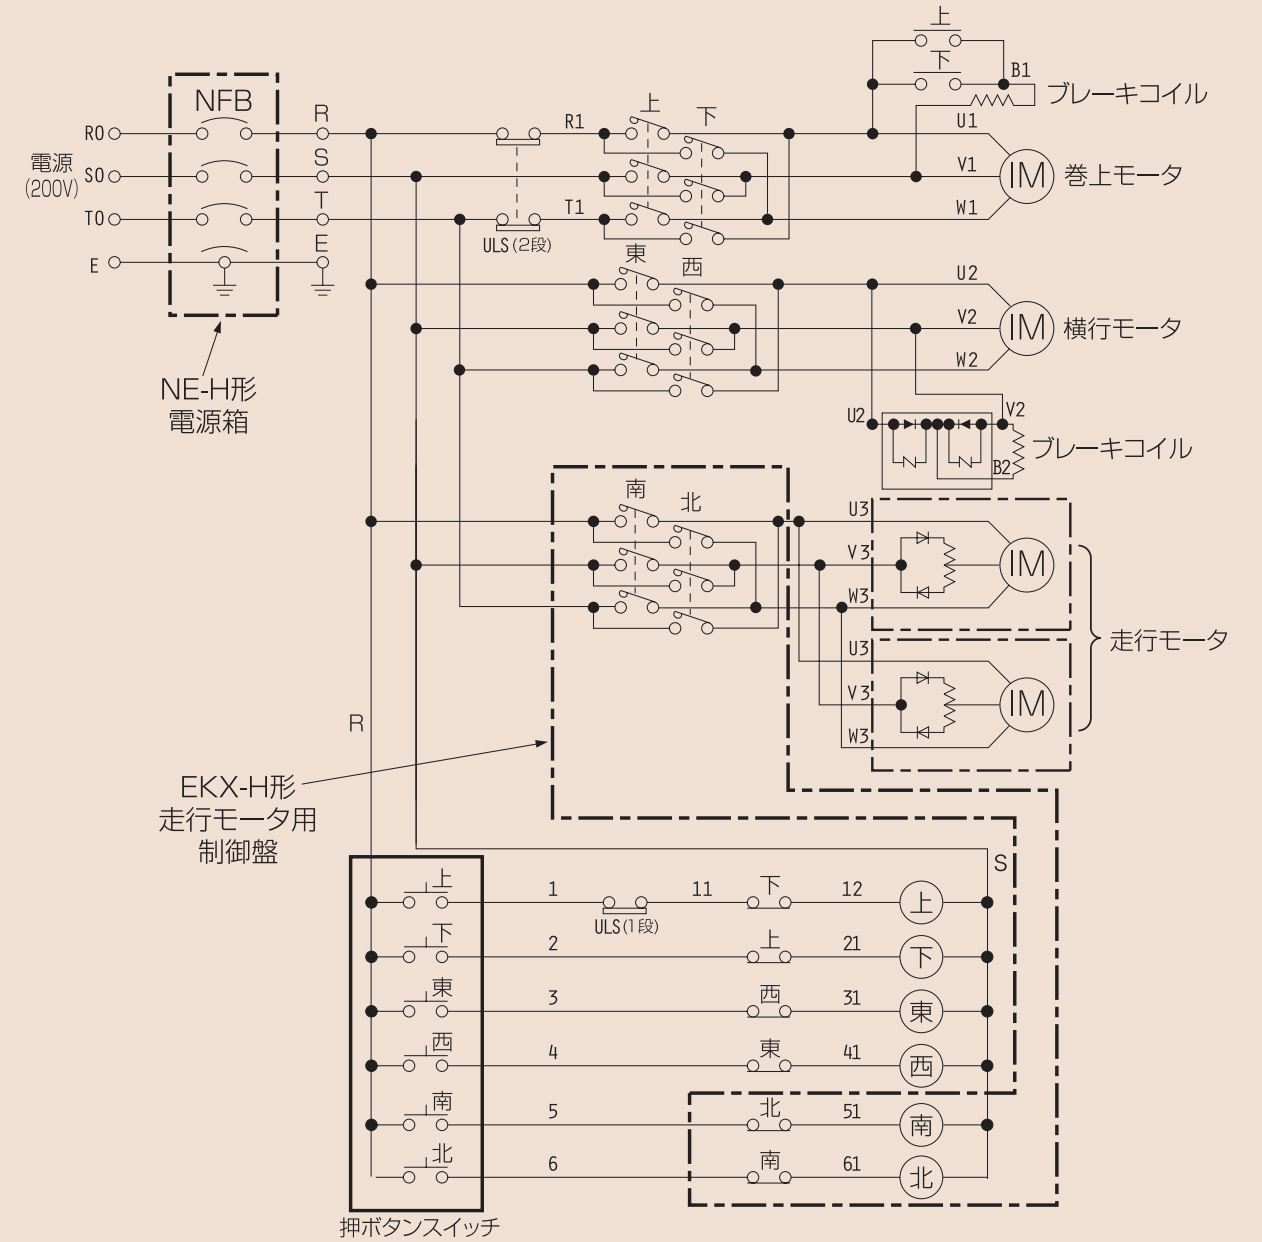 上
下
B1
ブレーキコイル
NFB
R
上
下
R0
R1
U1
電源
(200V)
S0
S
V1
IM
巻上モータ
T0
T
T1
W1
E
E
ULS(2段)
東
西
U2
V2
IM
横行モータ
W2
NE-H形
電源箱
U2
V2
B2
ブレーキコイル
南
北
U3
V3
IM
W3
走行モータ
U3
V3
IM
W3
R
EKX-H形
走行モータ用
制御盤
S
上
1
11
下
12
上
ULS(1段)
下
2
上
21
下
東
3
西
31
東
西
4
東
41
西
南
5
北
51
南
北
6
南
61
北
押ボタンスイッチ